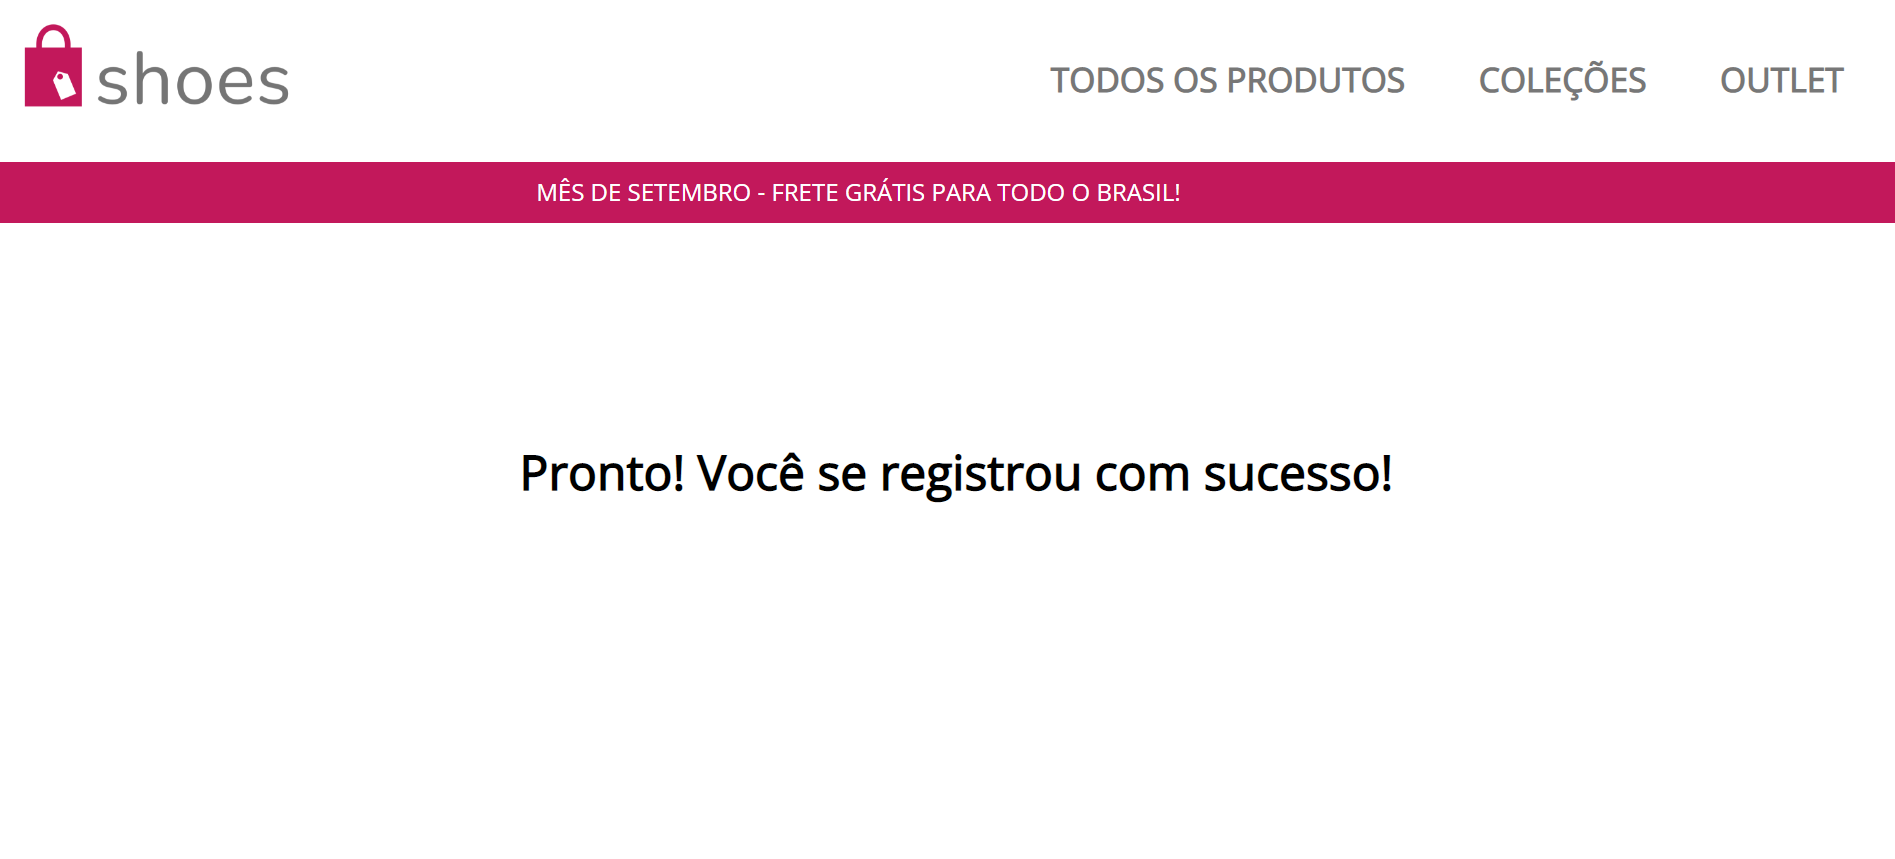 shoes
TODOS OS PRODUTOS COLEÇÕES OUTLET
MÊS DE SETEMBRO - FRETE GRÁTIS PARA TODO O BRASIL!
Pronto! Você se registrou com sucesso!